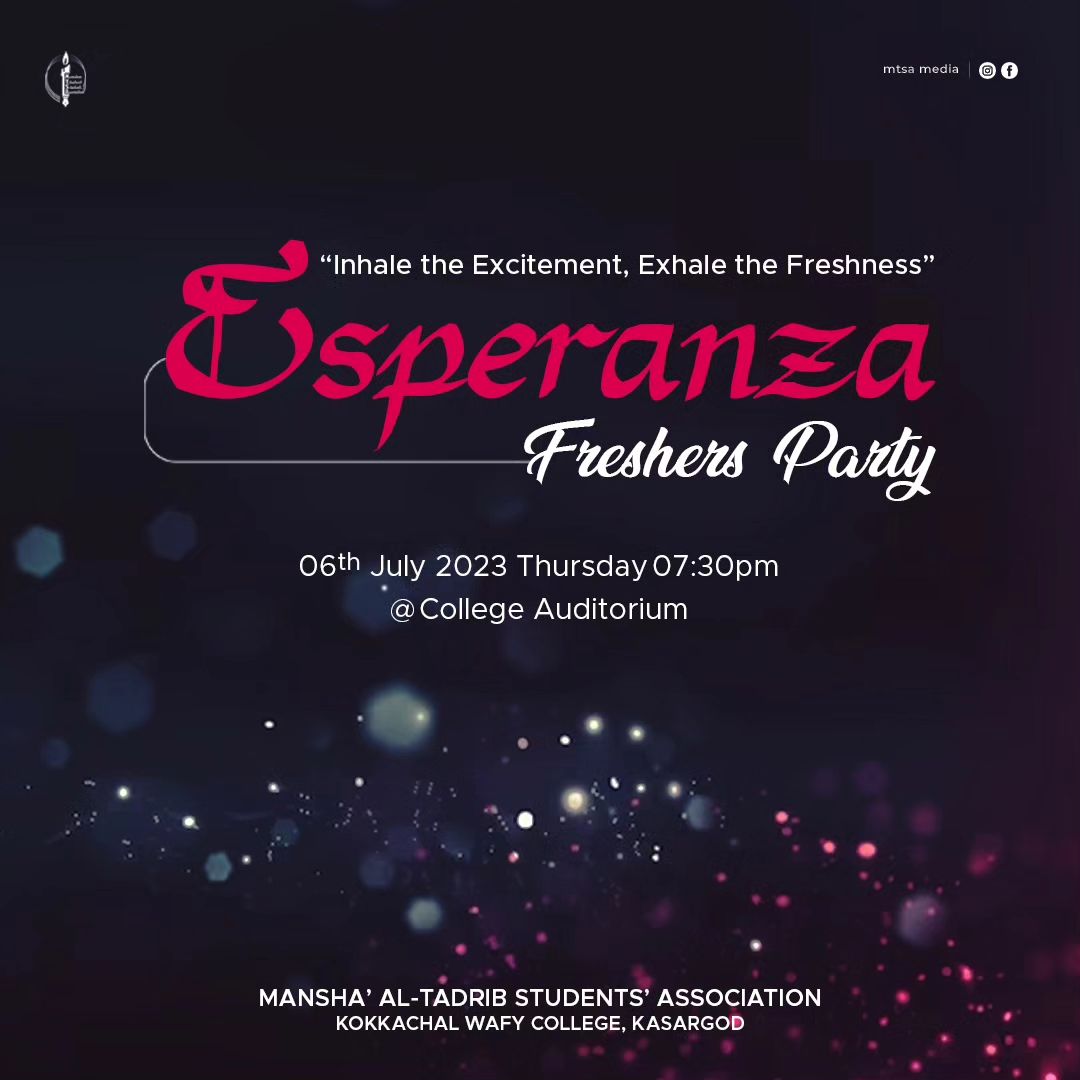 mtsa media
“Inhale the Excitement, Exhale the Freshness”
Esperanza
Freshers Party
06th July 2023 Thursday 07:30pm
@College Auditorium
MANSHA’ AL-TADRIB STUDENTS’ ASSOCIATION
KOKKACHAL WAFY COLLEGE, KASARGOD